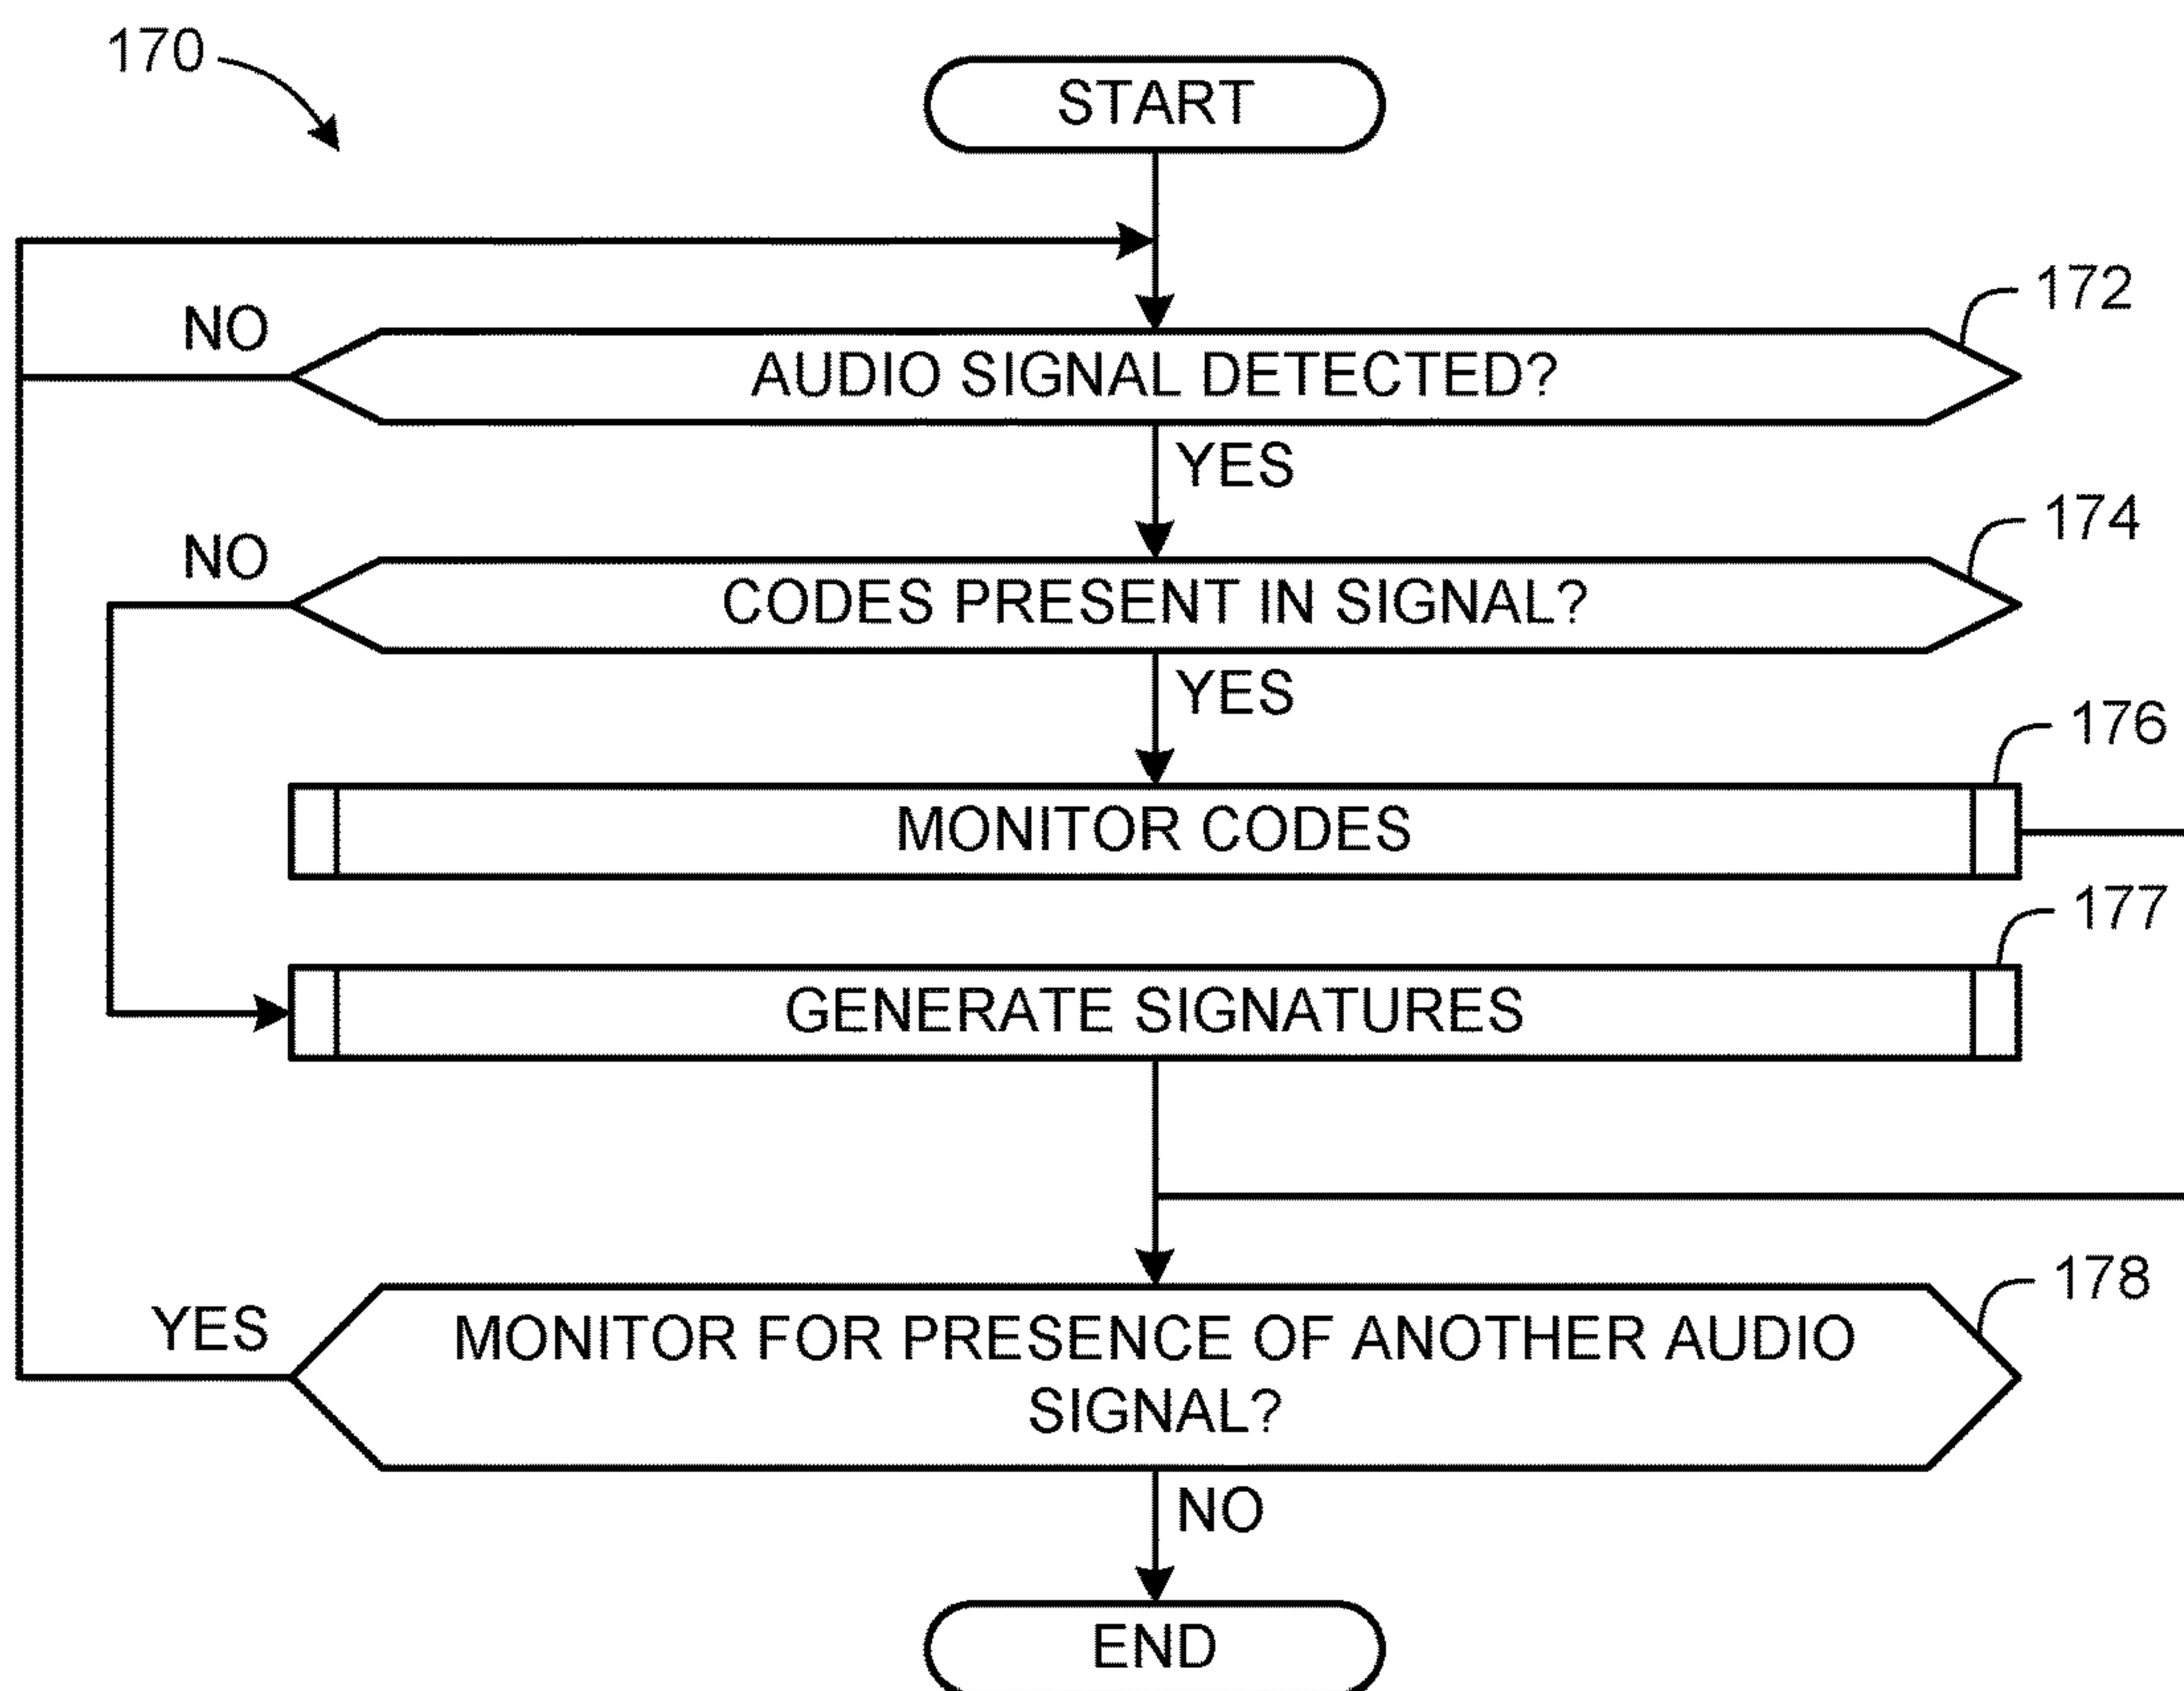 170
START
NO
172
AUDIO SIGNAL DETECTED?
YES
NO
174
CODES PRESENT IN SIGNAL?
YES
176
MONITOR CODES
177
GENERATE SIGNATURES
178
YES
MONITOR FOR PRESENCE OF ANOTHER AUDIO
SIGNAL?
NO
END